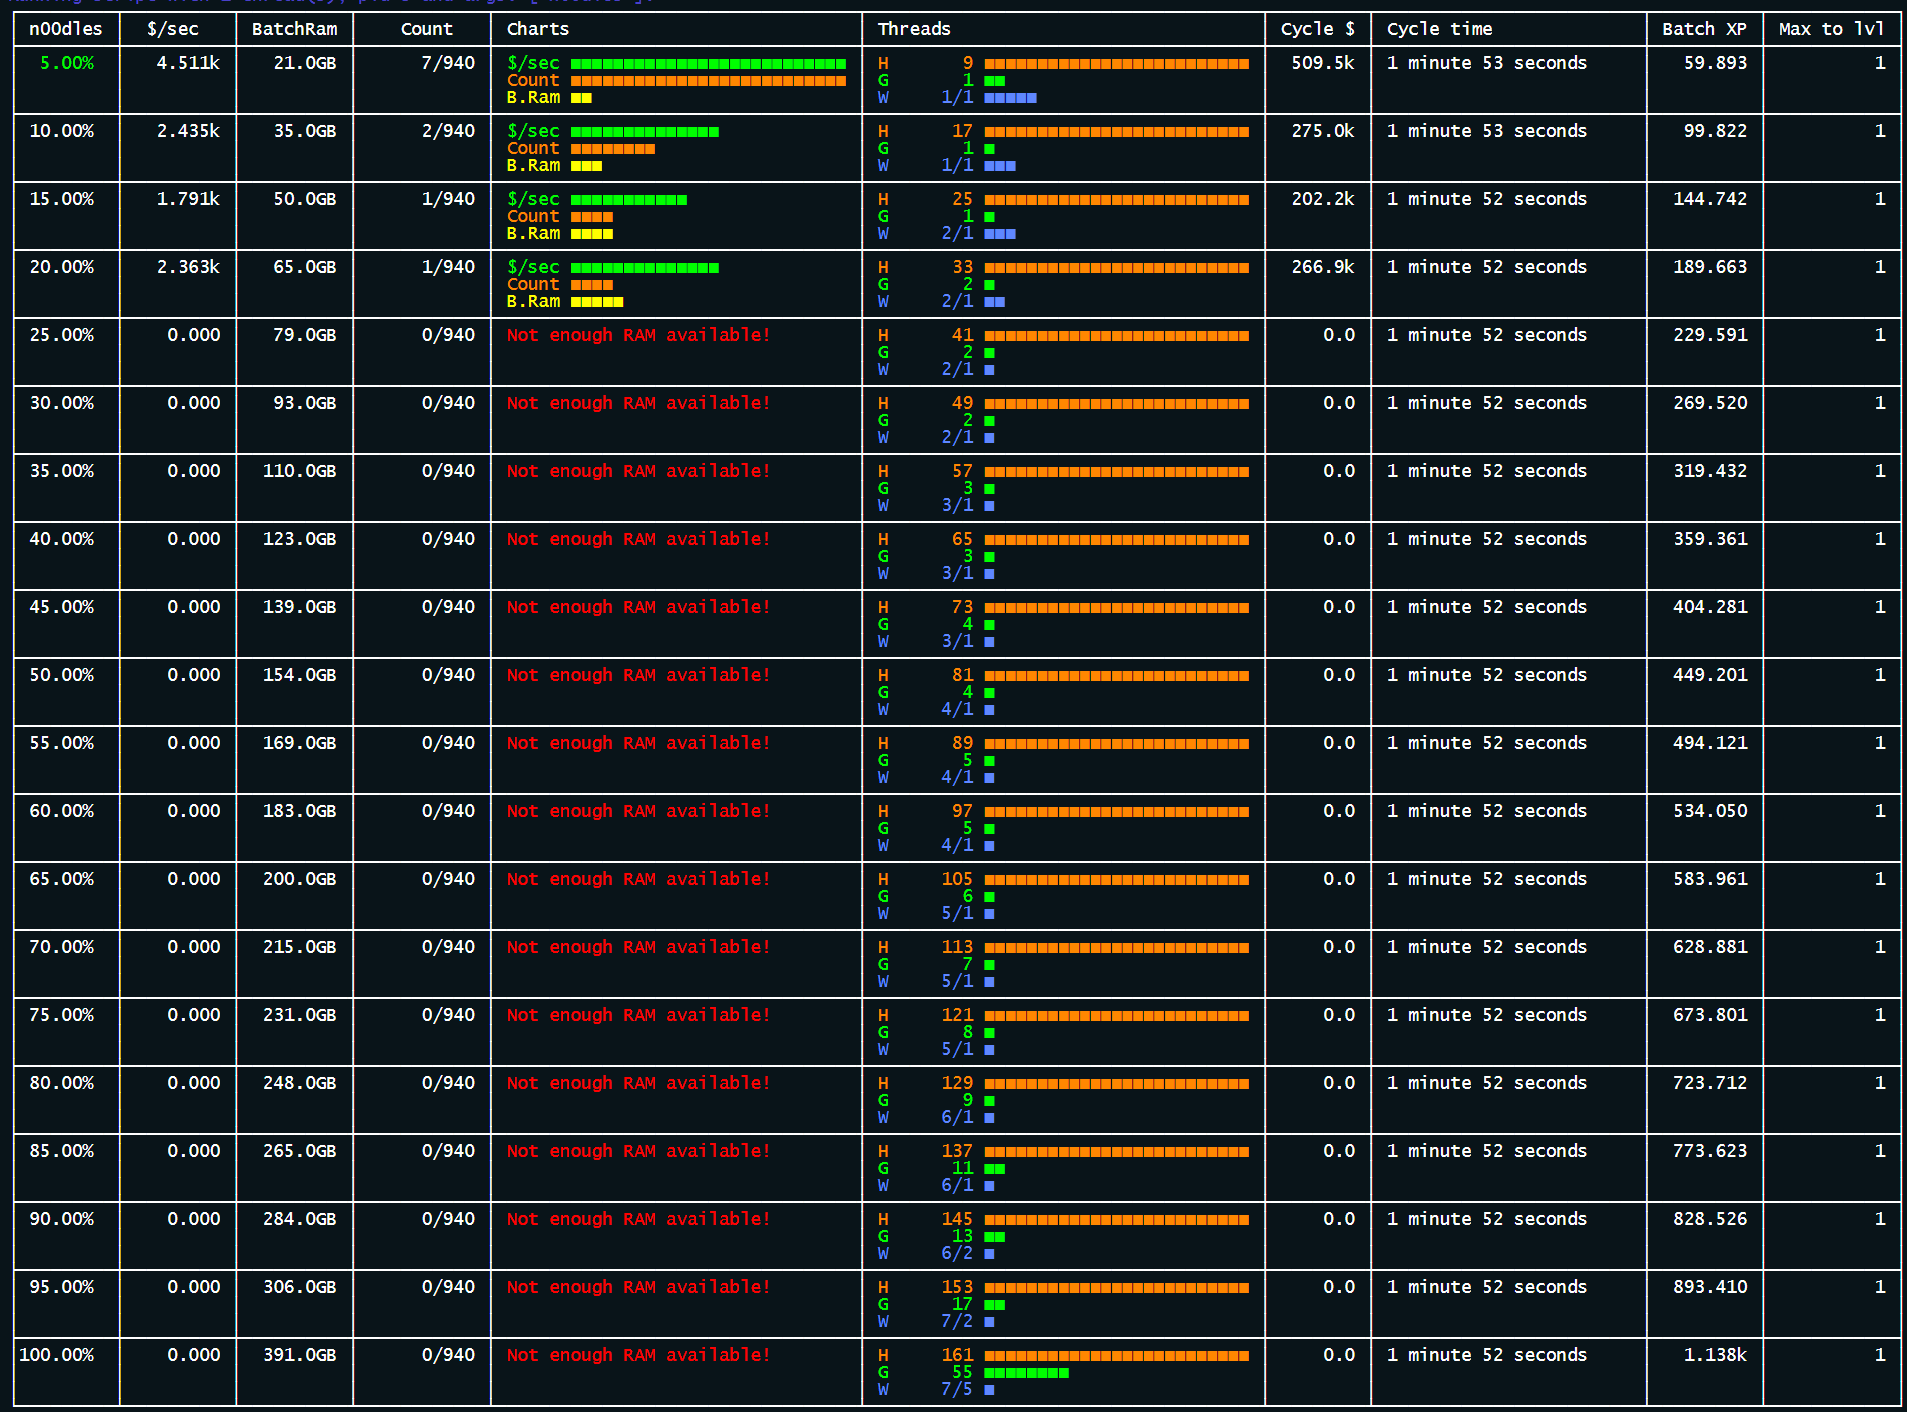 n00dles $/sec BatchRam Count Charts Threads Cycle $ Cycle time Batch XP Max to lvl
5.00% 4.511k 21.0GB 7/940 $/sec H 9 509.5k 1 minute 53 seconds 59.893 1
Count G 1
B.Ram W 1/1
10.00% 2.435k 35.0GB 2/940 $/sec H 17 275.0k 1 minute 53 seconds 99.822 1
Count G 1
B.Ram W 1/1
15.00% 1.791k 50.0GB 1/940 $/sec H 25 202.2k 1 minute 52 seconds 144.742 1
Count G 1
B.Ram W 2/1
20.00% 2.363k 65.0GB 1/940 $/sec H 33 266.9k 1 minute 52 seconds 189.663 1
Count G 2
B.Ram W 2/1
25.00% 0.000 79.0GB 0/940 Not enough RAM available! H 41 0.0 1 minute 52 seconds 229.591 1
G 2
W 2/1
30.00% 0.000 93.0GB 0/940 Not enough RAM available! H 49 0.0 1 minute 52 seconds 269.520 1
G 2
W 2/1
35.00% 0.000 110.0GB 0/940 Not enough RAM available! H 57 0.0 1 minute 52 seconds 319.432 1
G 3
W 3/1
40.00% 0.000 123.0GB 0/940 Not enough RAM available! H 65 0.0 1 minute 52 seconds 359.361 1
G 3
W 3/1
45.00% 0.000 139.0GB 0/940 Not enough RAM available! H 73 0.0 1 minute 52 seconds 404.281 1
G 4
W 3/1
50.00% 0.000 154.0GB 0/940 Not enough RAM available! H 81 0.0 1 minute 52 seconds 449.201 1
G 4
W 4/1
55.00% 0.000 169.0GB 0/940 Not enough RAM available! H 89 0.0 1 minute 52 seconds 494.121 1
G 5
W 4/1
60.00% 0.000 183.0GB 0/940 Not enough RAM available! H 97 0.0 1 minute 52 seconds 534.050 1
G 5
W 4/1
65.00% 0.000 200.0GB 0/940 Not enough RAM available! H 105 0.0 1 minute 52 seconds 583.961 1
G 6
W 5/1
70.00% 0.000 215.0GB 0/940 Not enough RAM available! H 113 0.0 1 minute 52 seconds 628.881 1
G 7
W 5/1
75.00% 0.000 231.0GB 0/940 Not enough RAM available! H 121 0.0 1 minute 52 seconds 673.801 1
G 8
W 5/1
80.00% 0.000 248.0GB 0/940 Not enough RAM available! H 129 0.0 1 minute 52 seconds 723.712 1
G 9
W 6/1
85.00% 0.000 265.0GB 0/940 Not enough RAM available! H 137 0.0 1 minute 52 seconds 773.623 1
G 11
W 6/1
90.00% 0.000 284.0GB 0/940 Not enough RAM available! H 145 0.0 1 minute 52 seconds 828.526 1
G 13
W 6/2
95.00% 0.000 306.0GB 0/940 Not enough RAM available! H 153 0.0 1 minute 52 seconds 893.410 1
G 17
W 7/2
100.00% 0.000 391.0GB 0/940 Not enough RAM available! H 161 0.0 1 minute 52 seconds 1.138k 1
G 55
W 7/5